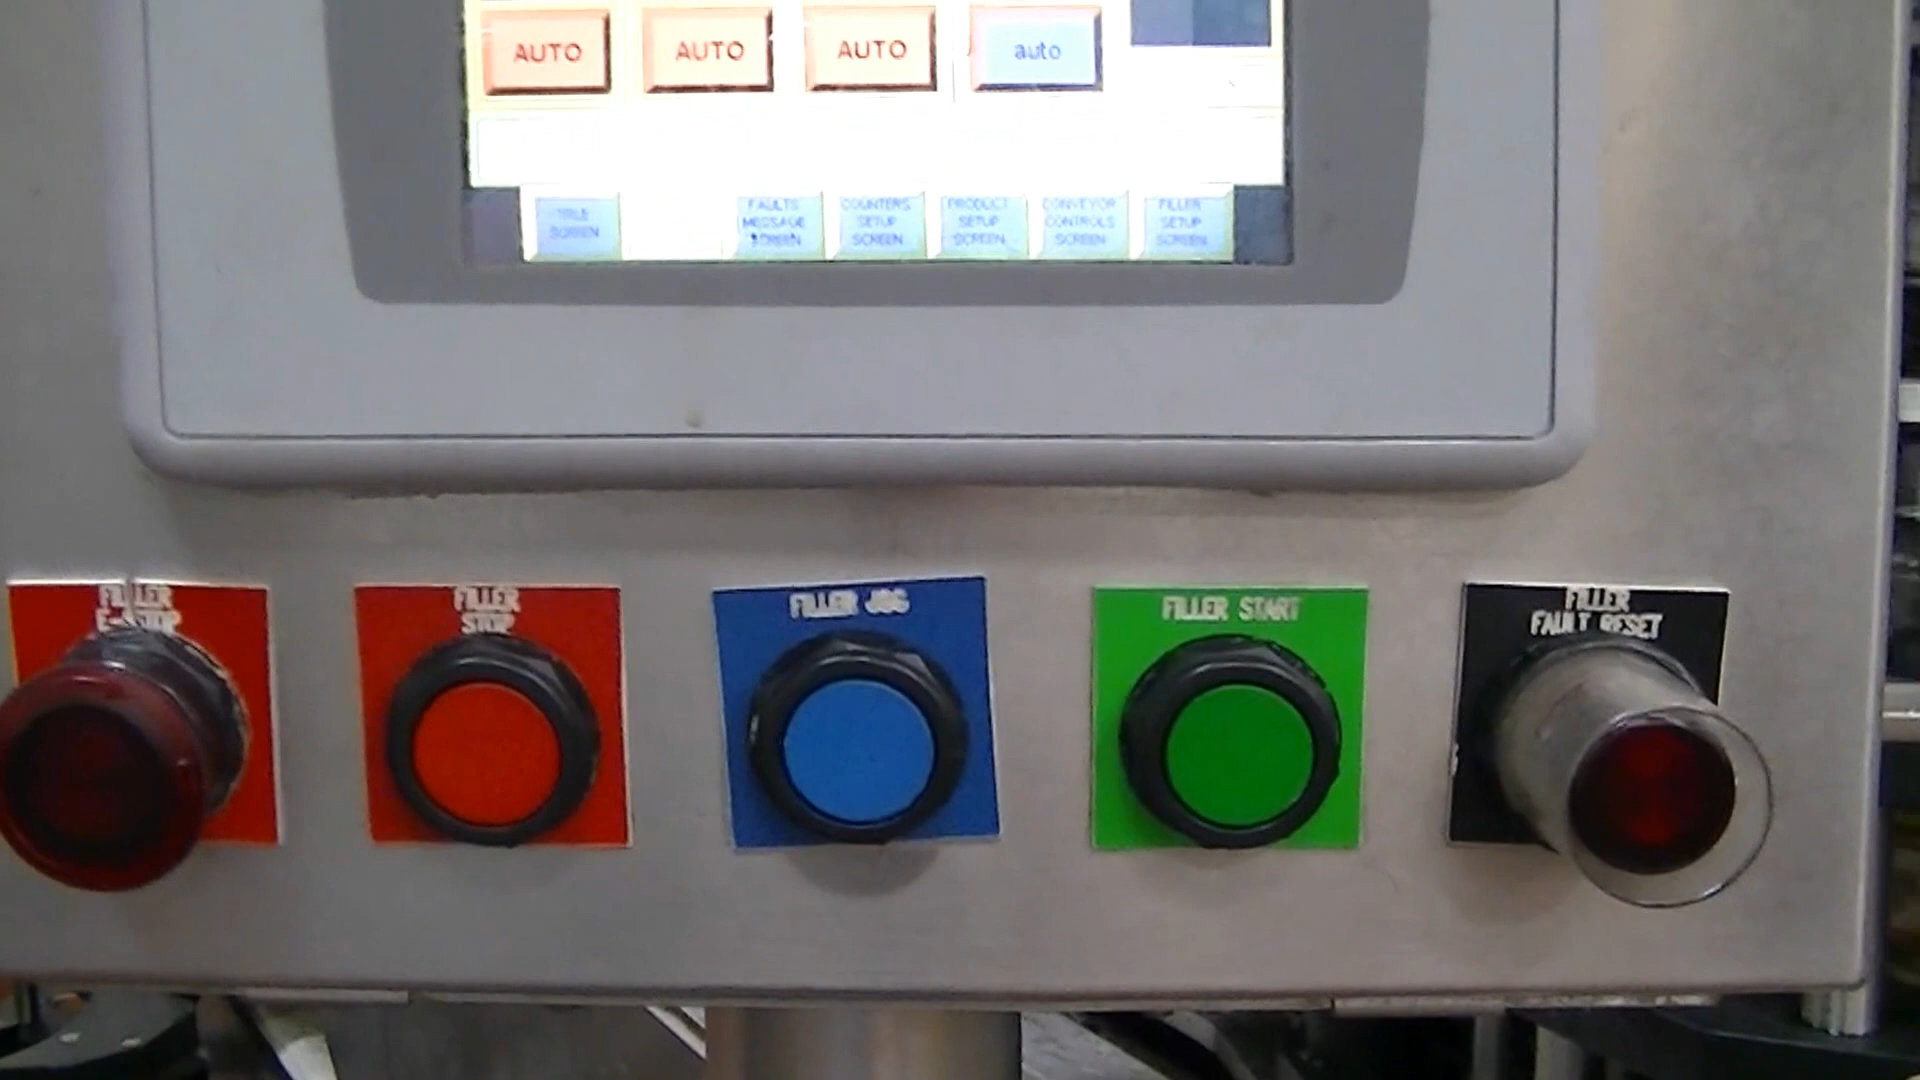 AUTO AUTO AUTO auto
TITLE
SCREEN
FAULTS
MESSAGE
SCREEN
COUNTERS
SETUP
SCREEN
PRODUCT
SETUP
SCREEN
CONVEYOR
CONTROLS
SCREEN
FILLER
SETUP
SCREEN
FILLER
E-STOP
FILLER
STOP
FILLER JOG
FILLER START
FILLER
FAULT RESET